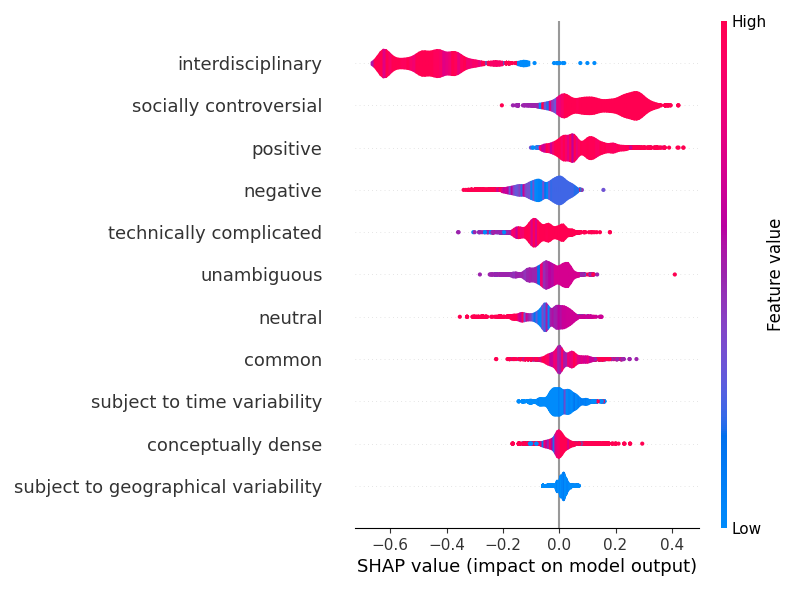 High
interdisciplinary
socially controversial
positive
negative
technically complicated
unambiguous
neutral
common
subject to time variability
conceptually dense
subject to geographical variability
Feature value
Low
−0.6 −0.4 −0.2 0.0 0.2 0.4
SHAP value (impact on model output)